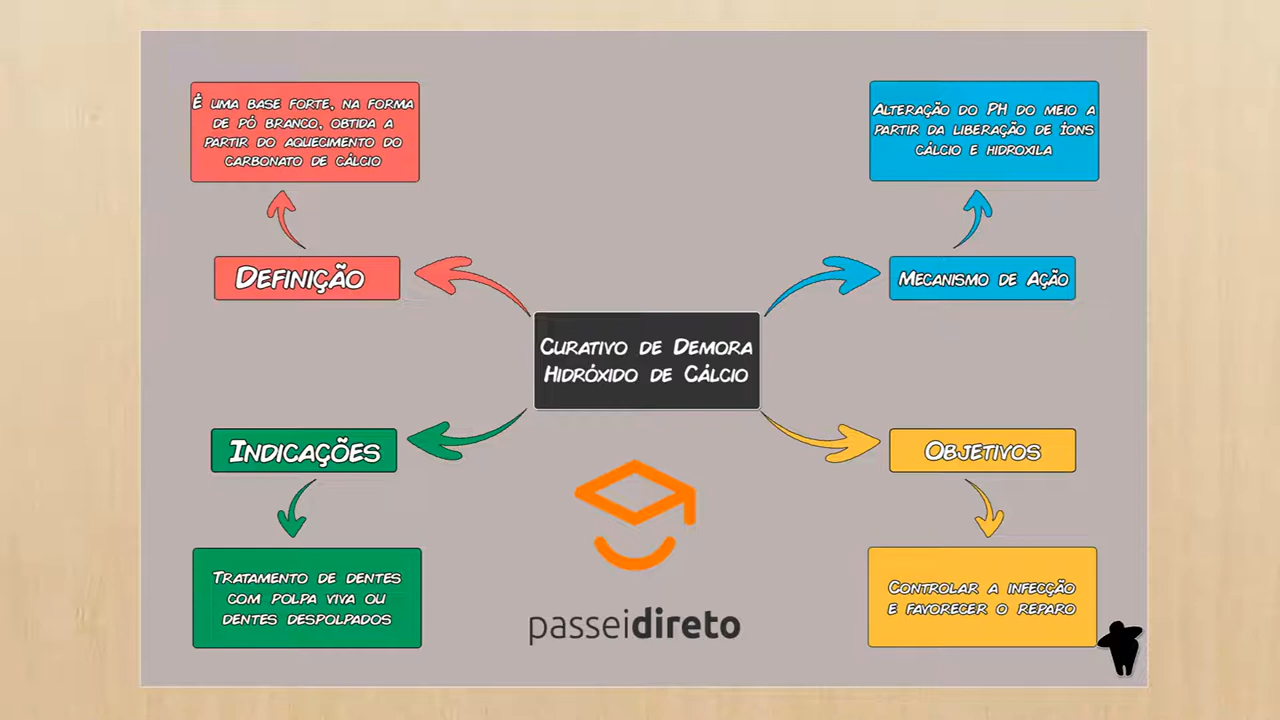 É uma base forte, na forma
de pó branco, obtida a
partir do aquecimento do
carbonato de cálcio
Definição
Alteração do PH do meio a
partir da liberação de íons
cálcio e hidroxila
Mecanismo de Ação
Curativo de Demora
Hidróxido de Cálcio
Indicações
Tratamento de dentes
com polpa viva ou
dentes despolpados
Objetivos
Controlar a infecção
e favorecer o reparo
passeidireto